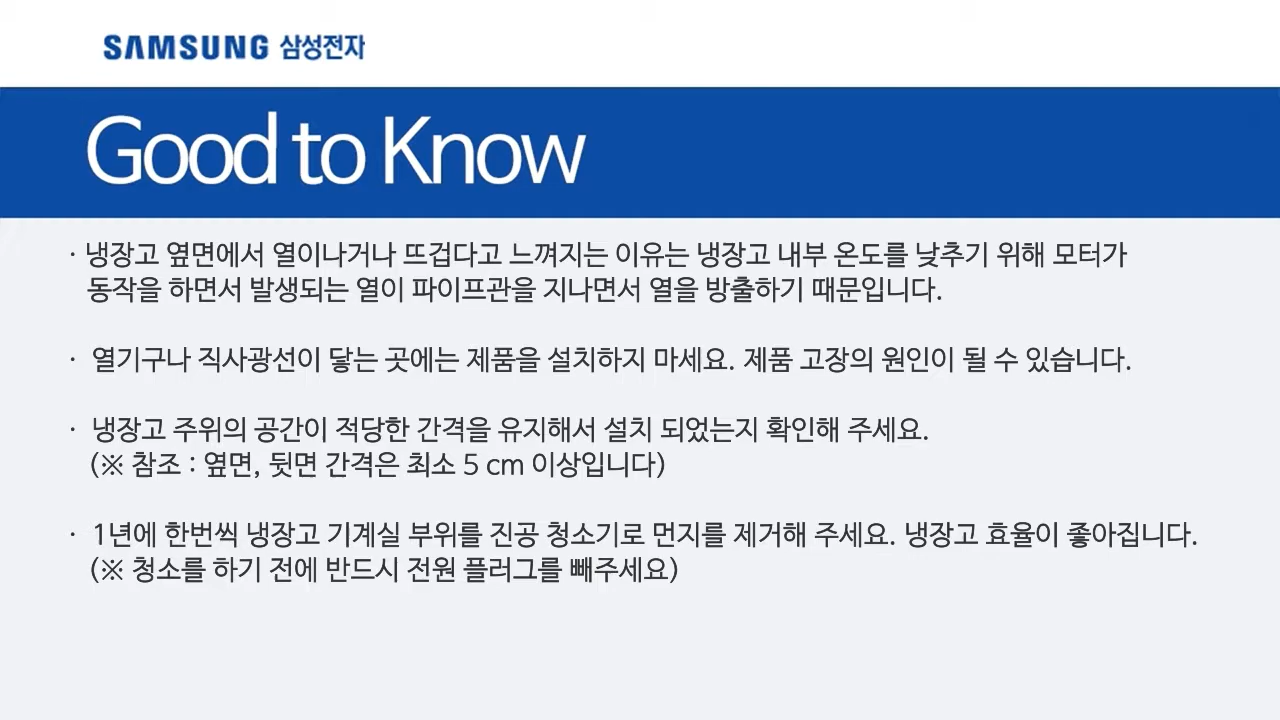 SAMSUNG 삼성전자
Good to Know
· 냉장고 옆면에서 열이나거나 뜨겁다고 느껴지는 이유는 냉장고 내부 온도를 낮추기 위해 모터가
동작을 하면서 발생되는 열이 파이프관을 지나면서 열을 방출하기 때문입니다.
· 열기구나 직사광선이 닿는 곳에는 제품을 설치하지 마세요. 제품 고장의 원인이 될 수 있습니다.
· 냉장고 주위의 공간이 적당한 간격을 유지해서 설치 되었는지 확인해 주세요.
(※ 참조 : 옆면, 뒷면 간격은 최소 5 cm 이상입니다)
· 1년에 한번씩 냉장고 기계실 부위를 진공 청소기로 먼지를 제거해 주세요. 냉장고 효율이 좋아집니다.
(※ 청소를 하기 전에 반드시 전원 플러그를 빼주세요)